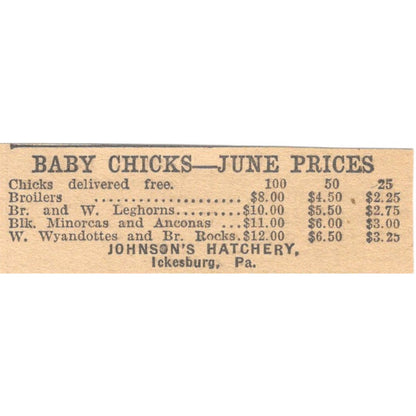 BABY CHICKS—JUNE PRICES
Chicks delivered free. 100 50 25
Broilers ....................$8.00 $4.50 $2.25
Br. and W. Leghorns.........$10.00 $5.50 $2.75
Blk. Minorcas and Anconas ...$11.00 $6.00 $3.00
W. Wyandottes and Br. Rocks.$12.00 $6.50 $3.25
JOHNSON'S HATCHERY,
Ickesburg, Pa.